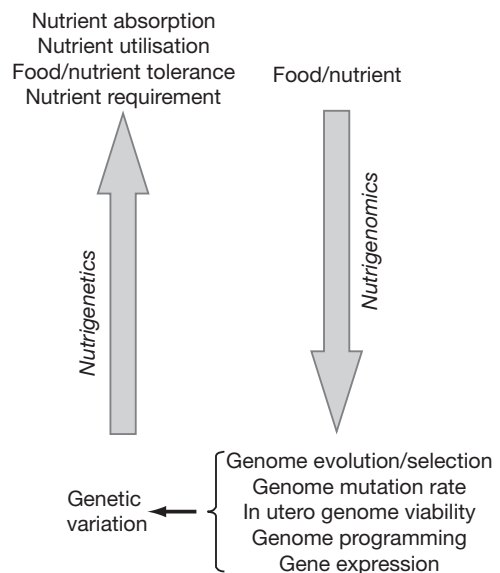 Nutrient absorption
Nutrient utilisation
Food/nutrient tolerance
Nutrient requirement
Food/nutrient
Nutrigenetics
Nutrigenomics
Genetic
variation
Genome evolution/selection
Genome mutation rate
In utero genome viability
Genome programming
Gene expression